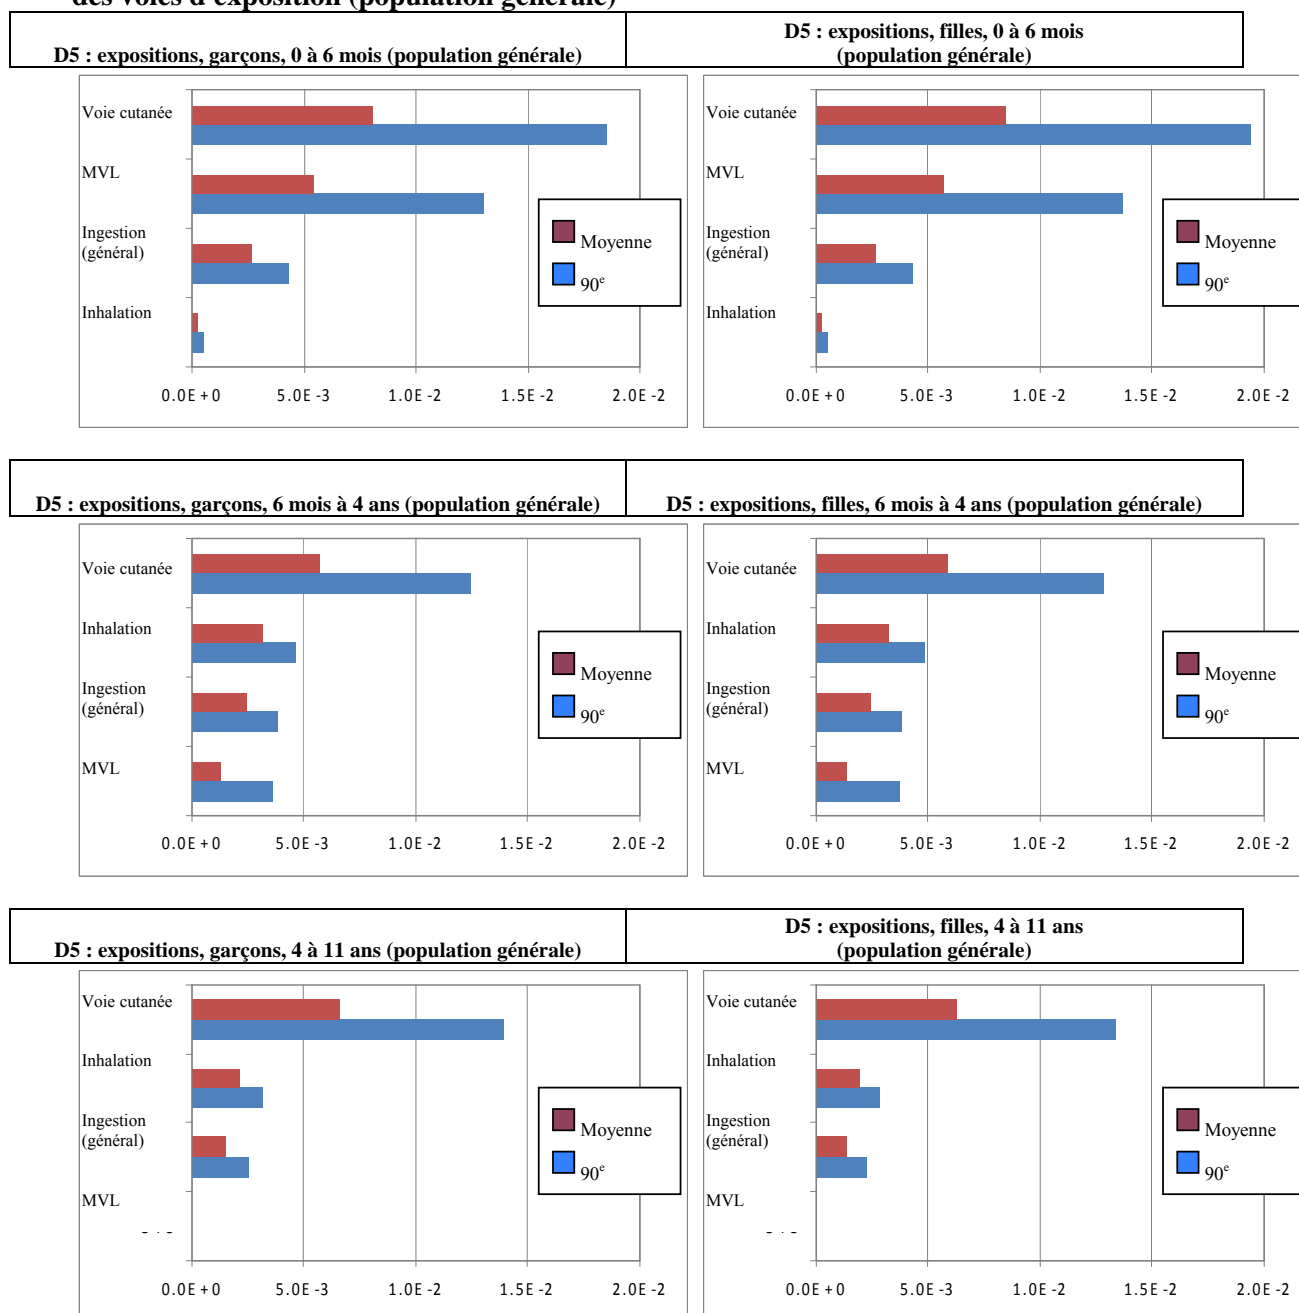 des voies d'exposition (population générale)
D5 : expositions, garçons, 0 à 6 mois (population générale)
D5 : expositions, filles, 0 à 6 mois
(population générale)
Voie cutanée
MVL
Ingestion
(général)
Inhalation
Moyenne
90e
0.0E+0 5.0E-3 1.0E-2 1.5E-2 2.0E-2
Voie cutanée
MVL
Ingestion
(général)
Inhalation
Moyenne
90e
0.0E+0 5.0E-3 1.0E-2 1.5E-2 2.0E-2
D5 : expositions, garçons, 6 mois à 4 ans (population générale)
D5 : expositions, filles, 6 mois à 4 ans (population générale)
Voie cutanée
Inhalation
Ingestion
(général)
MVL
Moyenne
90e
0.0E+0 5.0E-3 1.0E-2 1.5E-2 2.0E-2
Voie cutanée
Inhalation
Ingestion
(général)
MVL
Moyenne
90e
0.0E+0 5.0E-3 1.0E-2 1.5E-2 2.0E-2
D5 : expositions, garçons, 4 à 11 ans (population générale)
D5 : expositions, filles, 4 à 11 ans
(population générale)
Voie cutanée
Inhalation
Ingestion
(général)
MVL
Moyenne
90e
0.0E+0 5.0E-3 1.0E-2 1.5E-2 2.0E-2
Voie cutanée
Inhalation
Ingestion
(général)
MVL
Moyenne
90e
0.0E+0 5.0E-3 1.0E-2 1.5E-2 2.0E-2